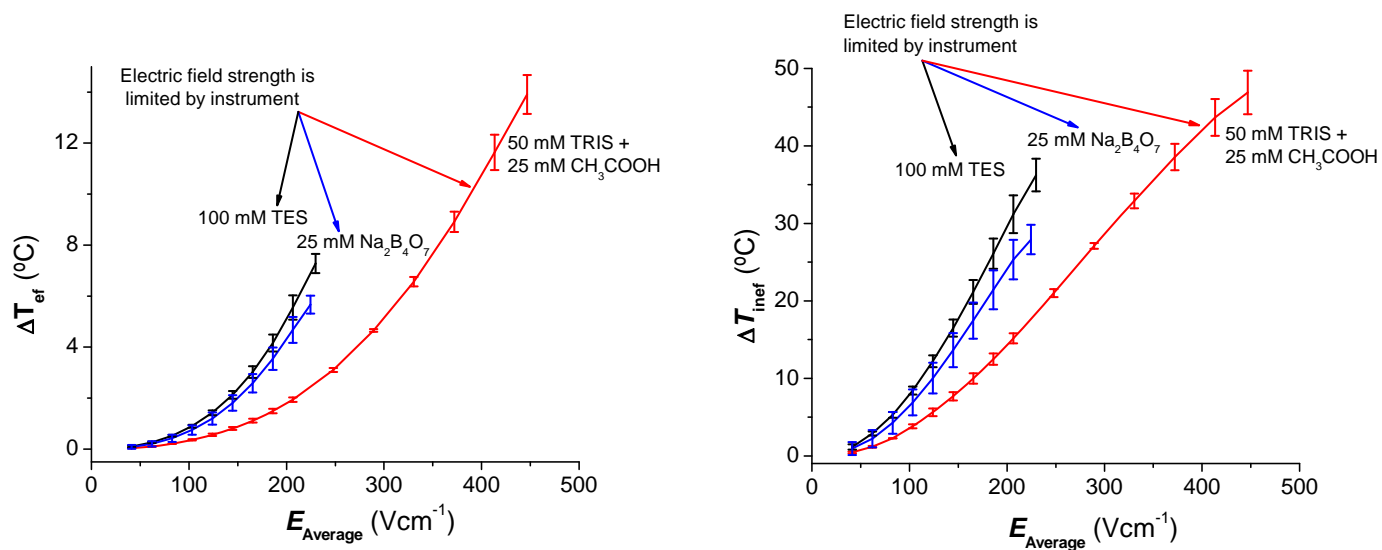 Electric field strength is
limited by instrument
12
8
4
0
ΔT_ef (ºC)
100 mM TES
25 mM Na₂B₄O₇
50 mM TRIS +
25 mM CH₃COOH
0 100 200 300 400 500
E_Average (Vcm⁻¹)
Electric field strength is
limited by instrument
50
40
30
20
10
0
ΔT_inef (ºC)
25 mM Na₂B₄O₇
100 mM TES
50 mM TRIS +
25 mM CH₃COOH
0 100 200 300 400 500
E_Average (Vcm⁻¹)